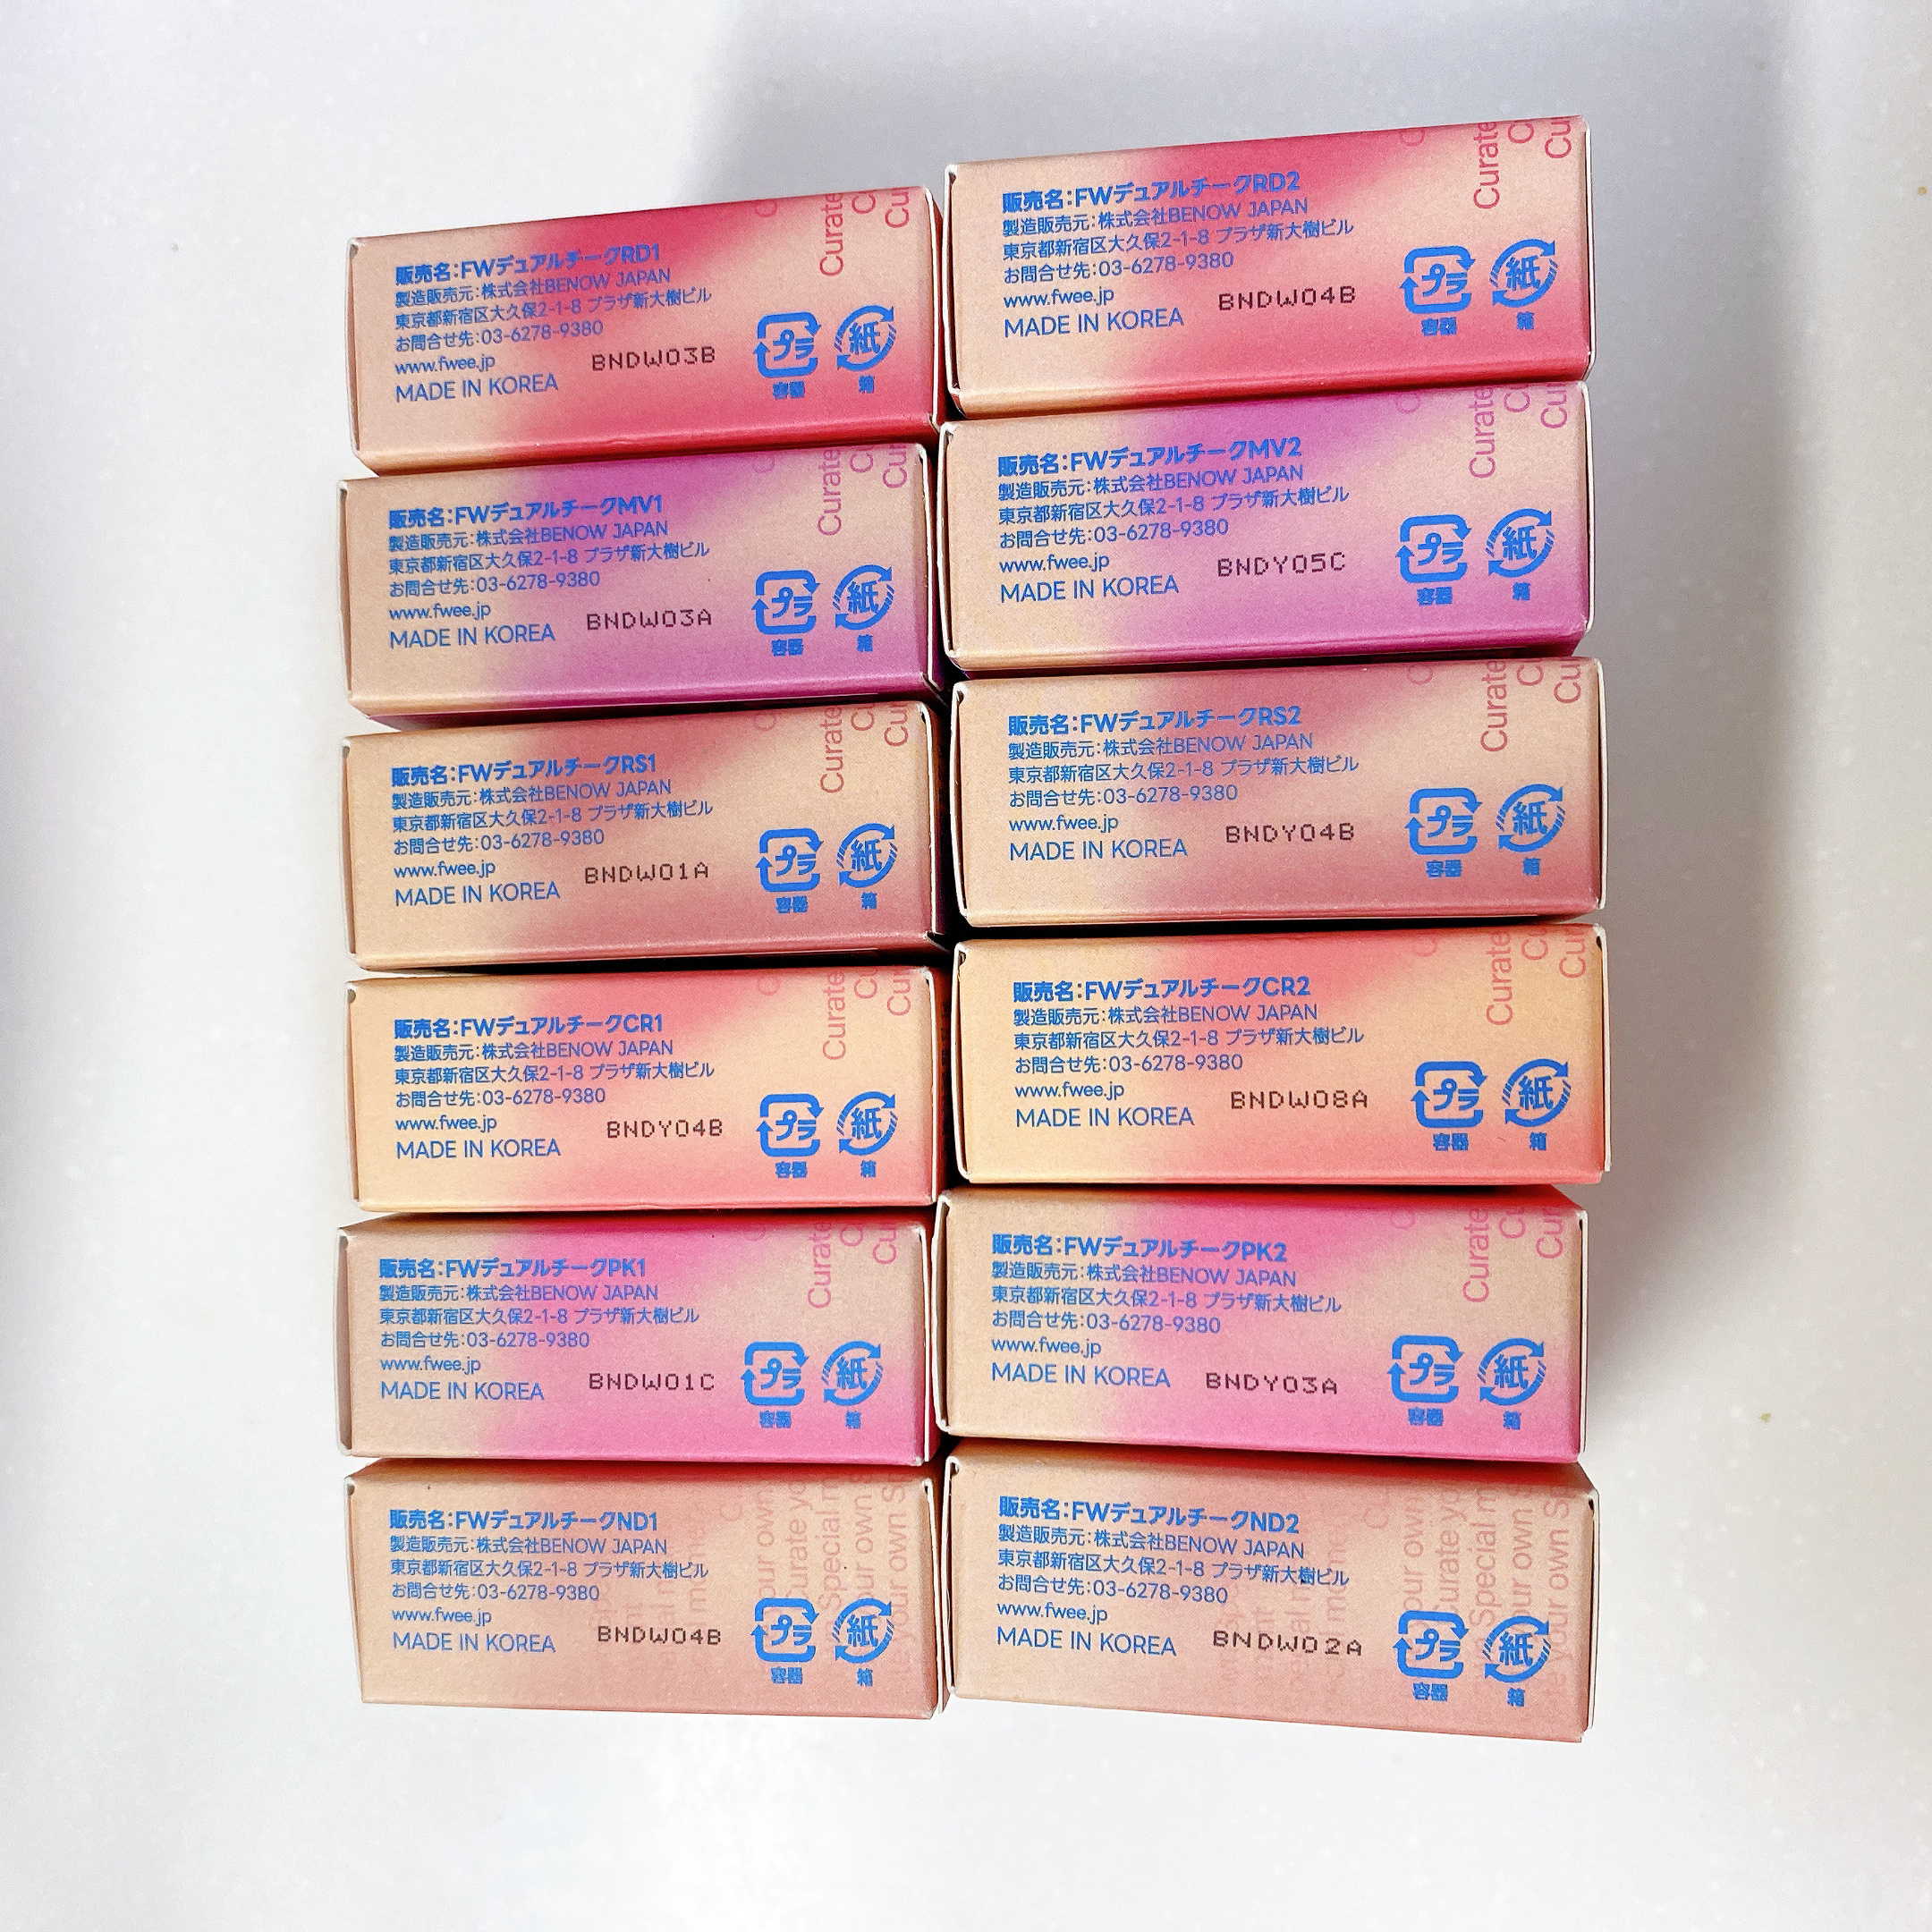 販売名：FWデュアルチークRD1
製造販売元：株式会社BENOW JAPAN
東京都新宿区大久保2-1-8 プラザ新大樹ビル
お問合せ先：03-6278-9380
www.fwee.jp
MADE IN KOREA
BNDW03B
プラ
容器
紙
箱
Curate
販売名：FWデュアルチークRD2
製造販売元：株式会社BENOW JAPAN
東京都新宿区大久保2-1-8 プラザ新大樹ビル
お問合せ先：03-6278-9380
www.fwee.jp
MADE IN KOREA
BNDW04B
プラ
容器
紙
箱
Curate
販売名：FWデュアルチークMV1
製造販売元：株式会社BENOW JAPAN
東京都新宿区大久保2-1-8 プラザ新大樹ビル
お問合せ先：03-6278-9380
www.fwee.jp
MADE IN KOREA
BNDW03A
プラ
容器
紙
箱
Curate
販売名：FWデュアルチークMV2
製造販売元：株式会社BENOW JAPAN
東京都新宿区大久保2-1-8 プラザ新大樹ビル
お問合せ先：03-6278-9380
www.fwee.jp
MADE IN KOREA
BNDY05C
プラ
容器
紙
箱
Curate
販売名：FWデュアルチークRS1
製造販売元：株式会社BENOW JAPAN
東京都新宿区大久保2-1-8 プラザ新大樹ビル
お問合せ先：03-6278-9380
www.fwee.jp
MADE IN KOREA
BNDW01A
プラ
容器
紙
箱
Curate
販売名：FWデュアルチークRS2
製造販売元：株式会社BENOW JAPAN
東京都新宿区大久保2-1-8 プラザ新大樹ビル
お問合せ先：03-6278-9380
www.fwee.jp
MADE IN KOREA
BNDY04B
プラ
容器
紙
箱
Curate
販売名：FWデュアルチークCR1
製造販売元：株式会社BENOW JAPAN
東京都新宿区大久保2-1-8 プラザ新大樹ビル
お問合せ先：03-6278-9380
www.fwee.jp
MADE IN KOREA
BNDY04B
プラ
容器
紙
箱
Curate
販売名：FWデュアルチークCR2
製造販売元：株式会社BENOW JAPAN
東京都新宿区大久保2-1-8 プラザ新大樹ビル
お問合せ先：03-6278-9380
www.fwee.jp
MADE IN KOREA
BNDW08A
プラ
容器
紙
箱
Curate
販売名：FWデュアルチークPK1
製造販売元：株式会社BENOW JAPAN
東京都新宿区大久保2-1-8 プラザ新大樹ビル
お問合せ先：03-6278-9380
www.fwee.jp
MADE IN KOREA
BNDW01C
プラ
容器
紙
箱
Curate
販売名：FWデュアルチークPK2
製造販売元：株式会社BENOW JAPAN
東京都新宿区大久保2-1-8 プラザ新大樹ビル
お問合せ先：03-6278-9380
www.fwee.jp
MADE IN KOREA
BNDY03A
プラ
容器
紙
箱
Curate
販売名：FWデュアルチークND1
製造販売元：株式会社BENOW JAPAN
東京都新宿区大久保2-1-8 プラザ新大樹ビル
お問合せ先：03-6278-9380
www.fwee.jp
MADE IN KOREA
BNDW04B
プラ
容器
紙
箱
販売名：FWデュアルチークND2
製造販売元：株式会社BENOW JAPAN
東京都新宿区大久保2-1-8 プラザ新大樹ビル
お問合せ先：03-6278-9380
www.fwee.jp
MADE IN KOREA
BNDW02A
プラ
容器
紙
箱